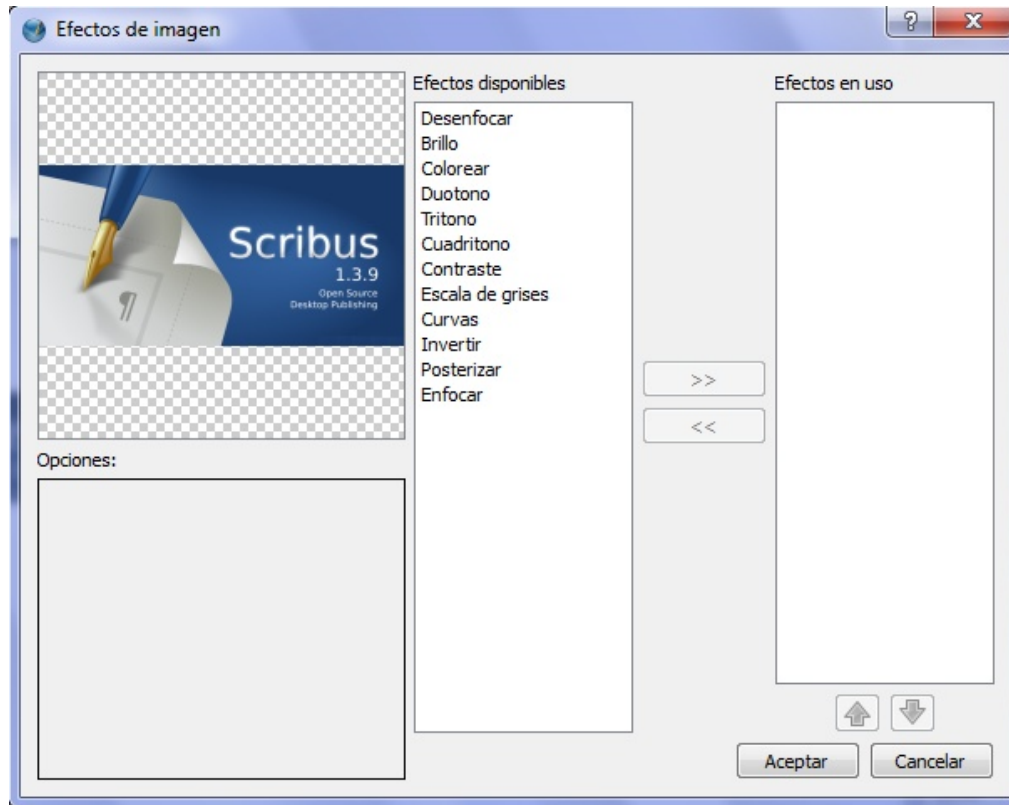 Efectos de imagen
?
X
Scribus
1.3.9
Open Source
Desktop Publishing
¶
Opciones:
Efectos disponibles
Desenfocar
Brillo
Colorear
Duotono
Tritono
Cuadritono
Contraste
Escala de grises
Curvas
Invertir
Posterizar
Enfocar
>>
<<
Efectos en uso
Aceptar
Cancelar